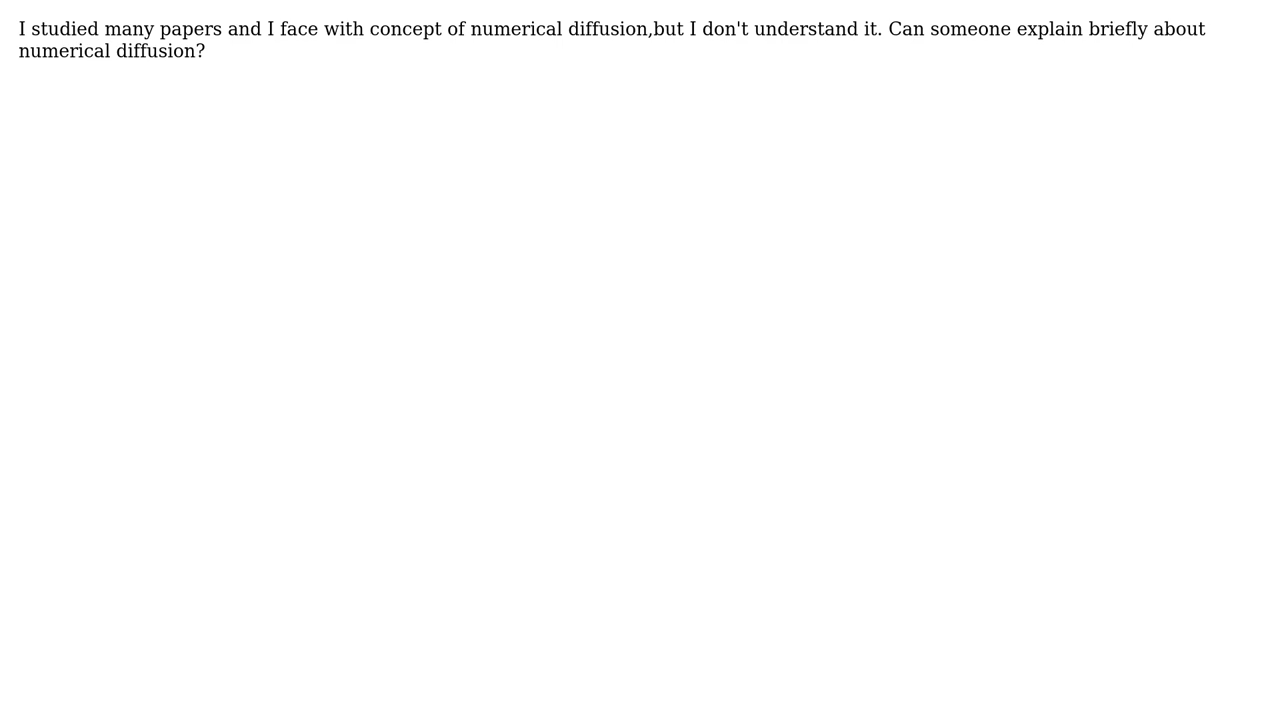 I studied many papers and I face with concept of numerical diffusion,but I don't understand it. Can someone explain briefly about
numerical diffusion?